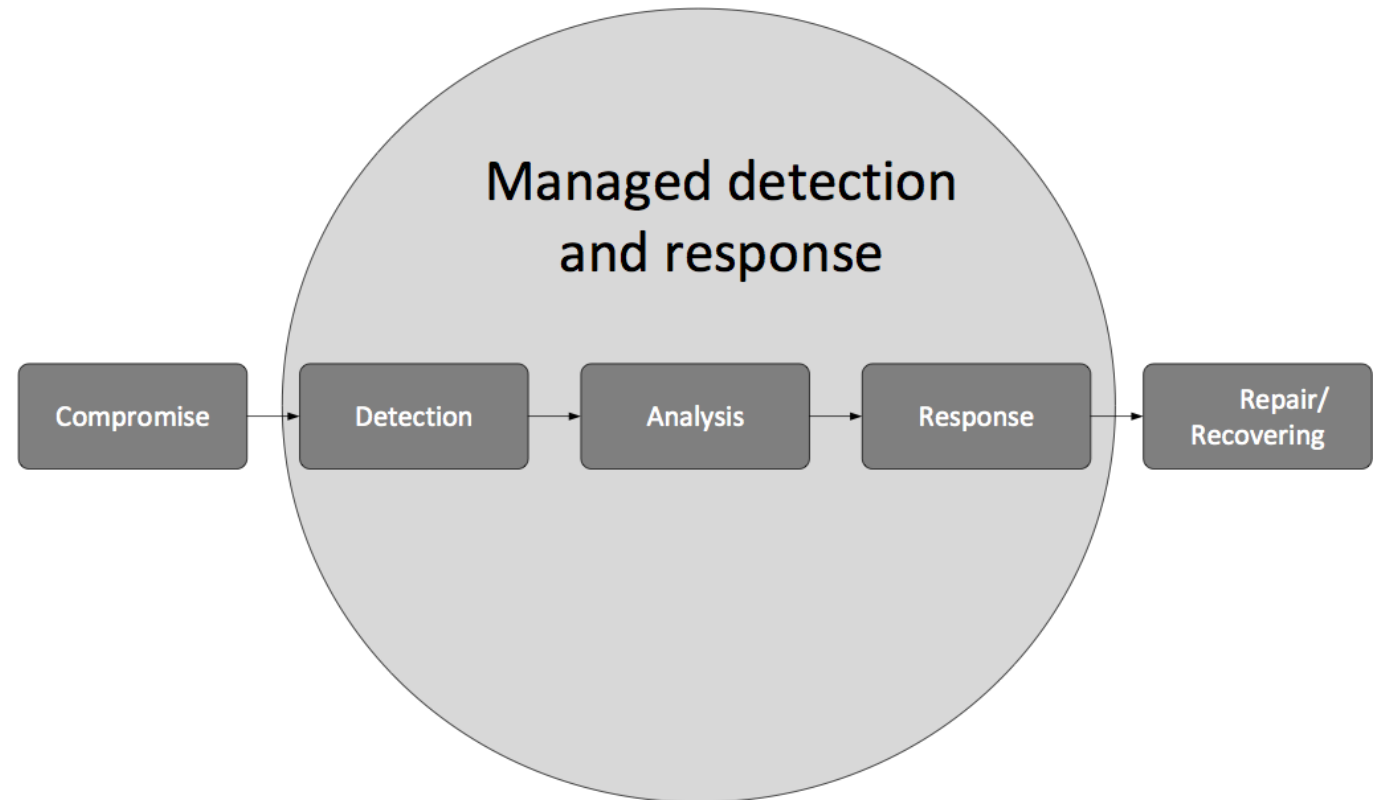 Managed detection
and response
Compromise
Detection
Analysis
Response
Repair/
Recovering